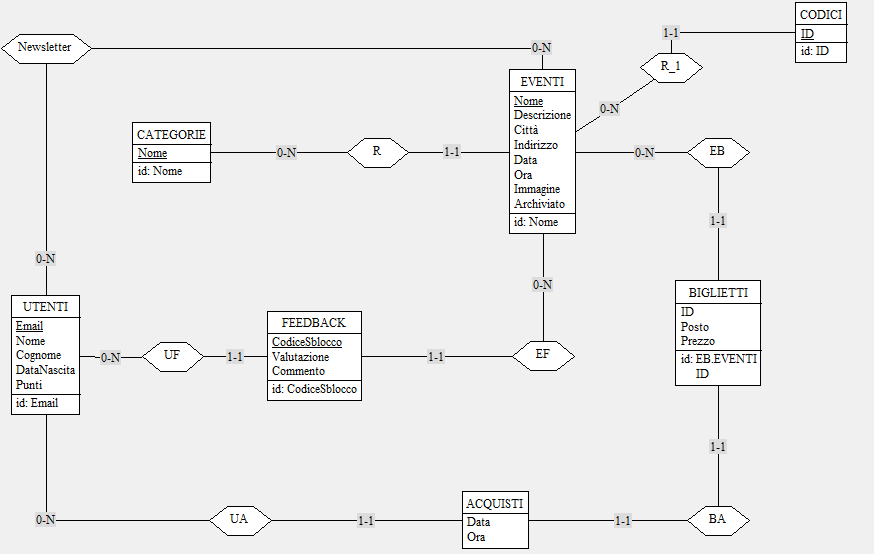 CODICI
ID
id: ID
1-1
R_1
Newsletter
0-N
EVENTI
Nome
Descrizione
Città
Indirizzo
Data
Ora
Immagine
Archiviato
id: Nome
0-N
CATEGORIE
Nome
id: Nome
0-N
R
1-1
0-N
EB
1-1
0-N
0-N
UTENTI
Email
Nome
Cognome
DataNascita
Punti
id: Email
0-N
UF
1-1
FEEDBACK
CodiceSblocco
Valutazione
Commento
id: CodiceSblocco
1-1
EF
BIGLIETTI
ID
Posto
Prezzo
id: EB.EVENTI
ID
1-1
0-N
UA
1-1
ACQUISTI
Data
Ora
1-1
BA